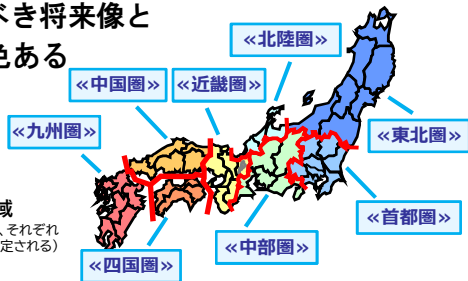 べき将来像と
色ある
«北陸圏»
«中国圏»
«近畿圏»
«九州圏»
«東北圏»
域
、それぞれ
定される）
«首都圏»
«中部圏»
«四国圏»